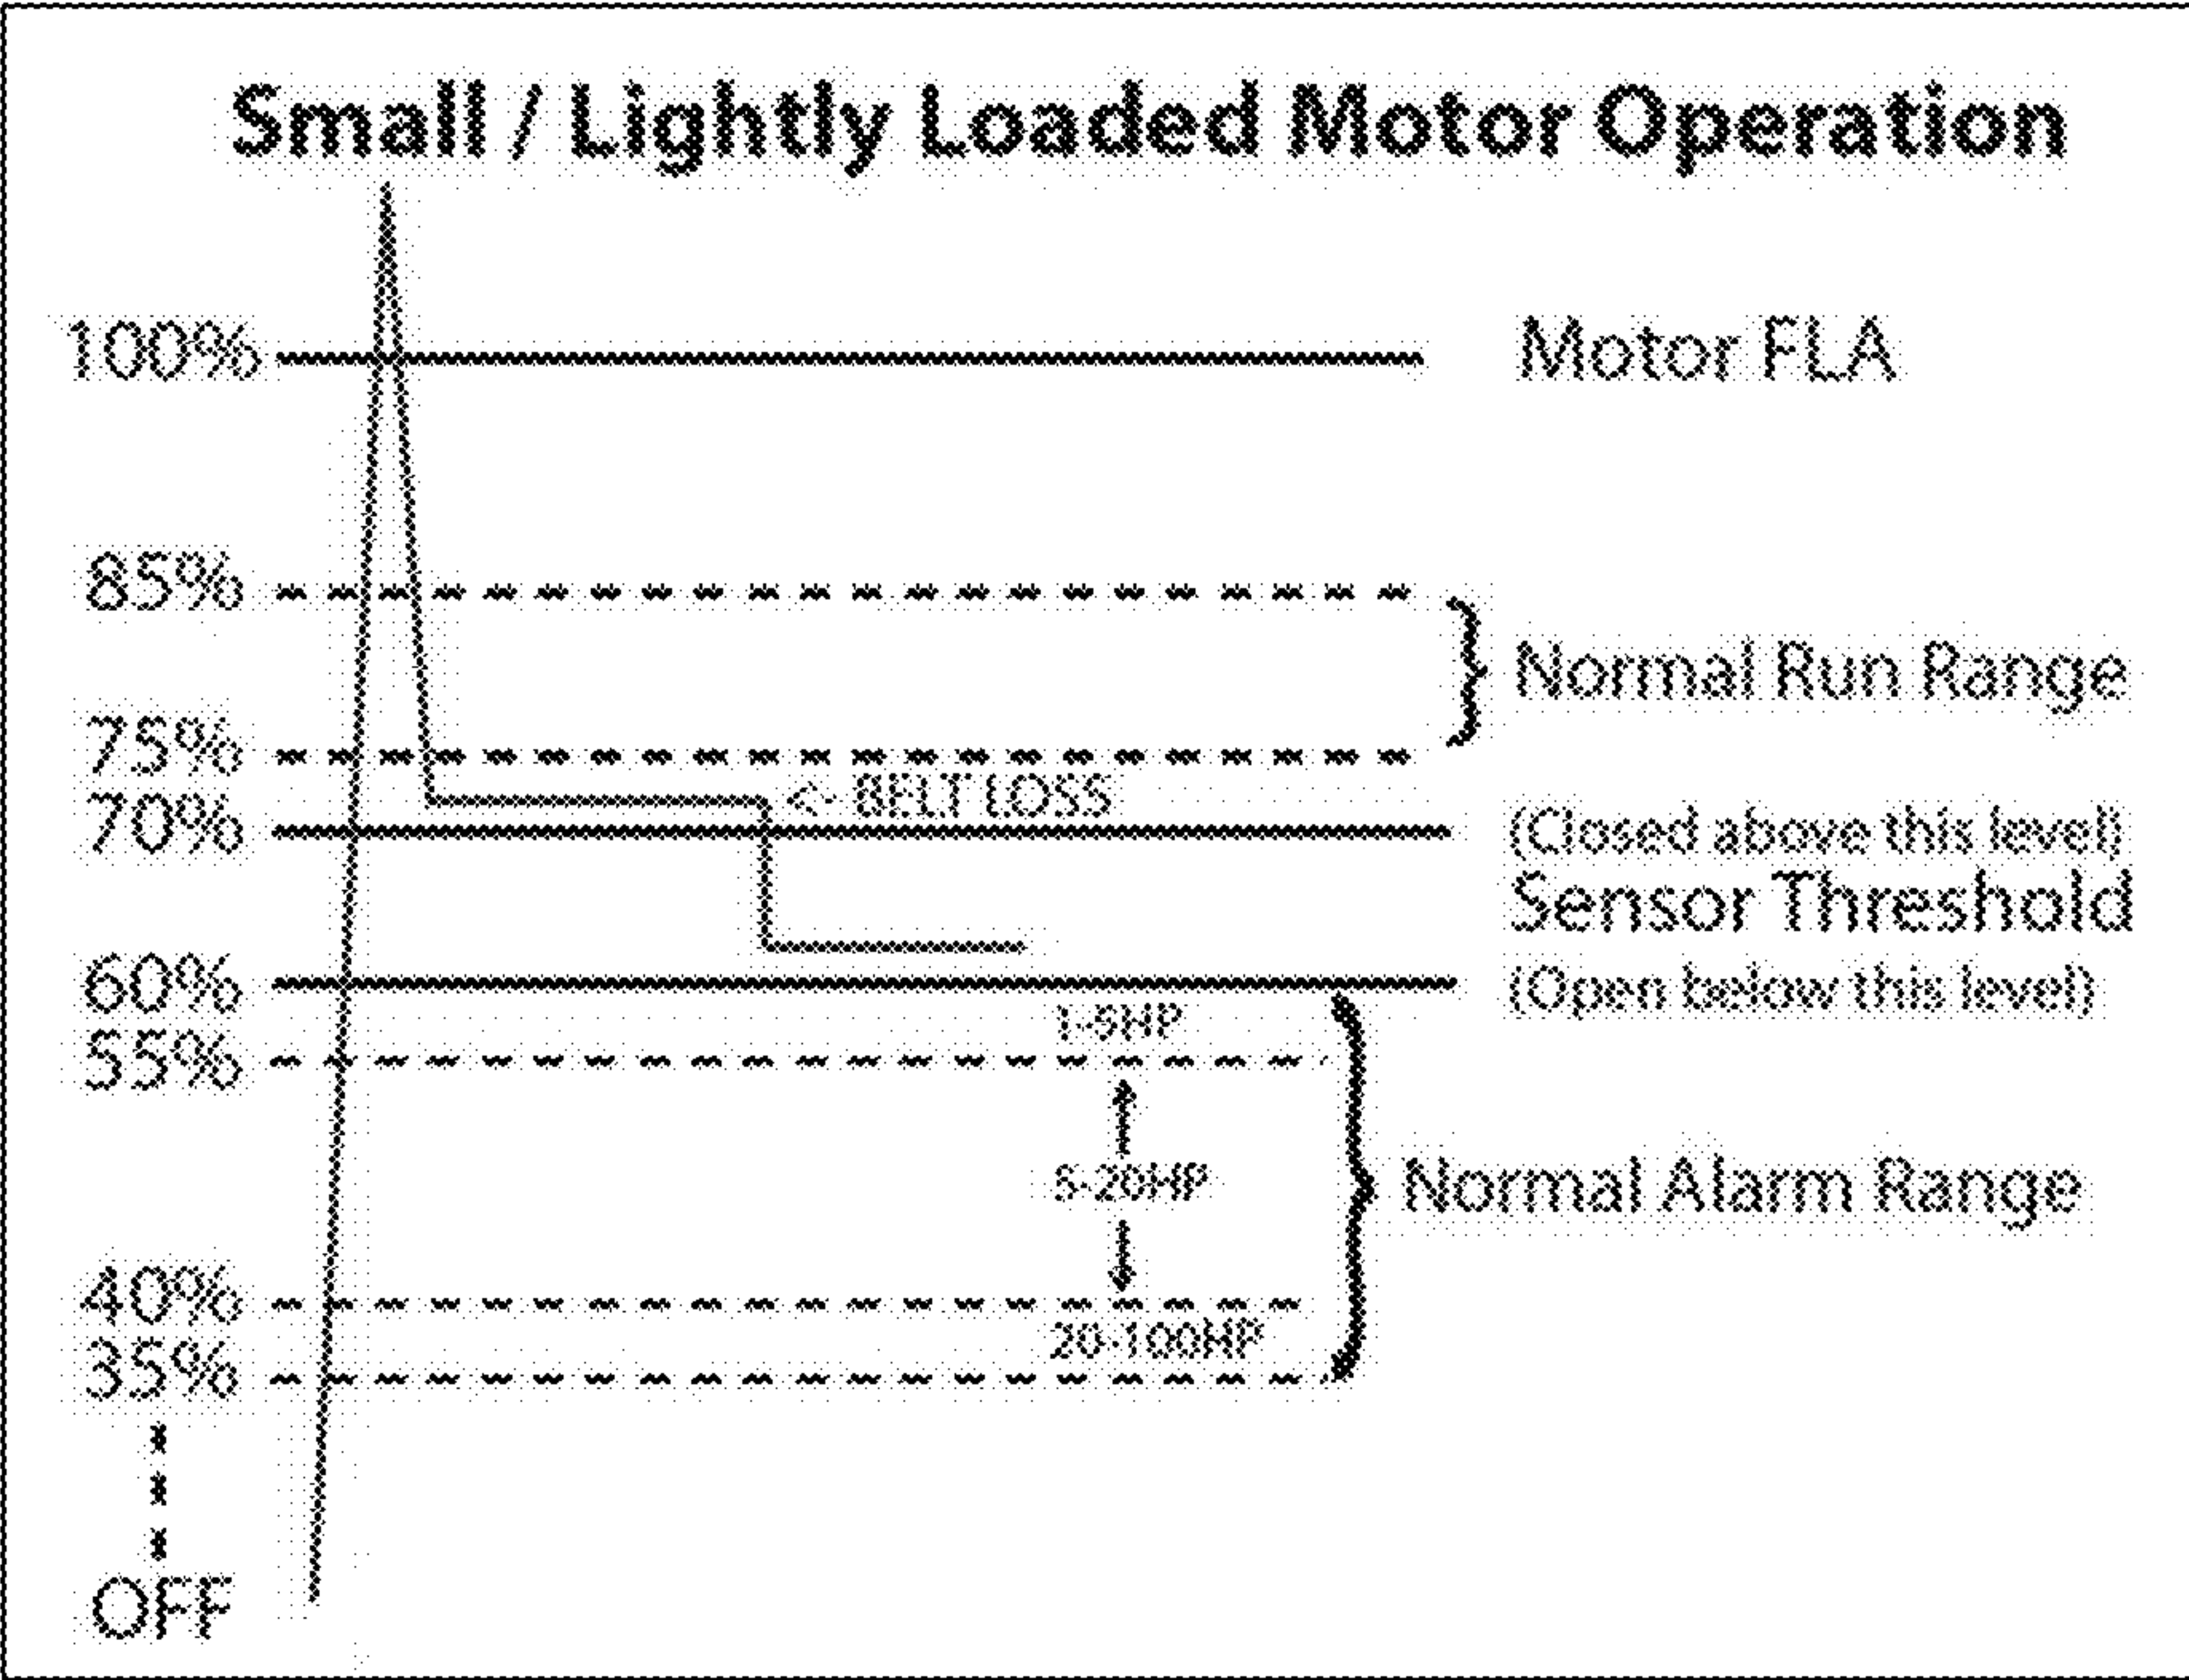 Small / Lightly Loaded Motor Operation
100% Motor FLA
85%
Normal Run Range
75%
<- BELT LOSS
70% (Closed above this level)
Sensor Threshold
60% (Open below this level)
1-5HP
55%
5-20HP
Normal Alarm Range
40%
20-100HP
35%
OFF